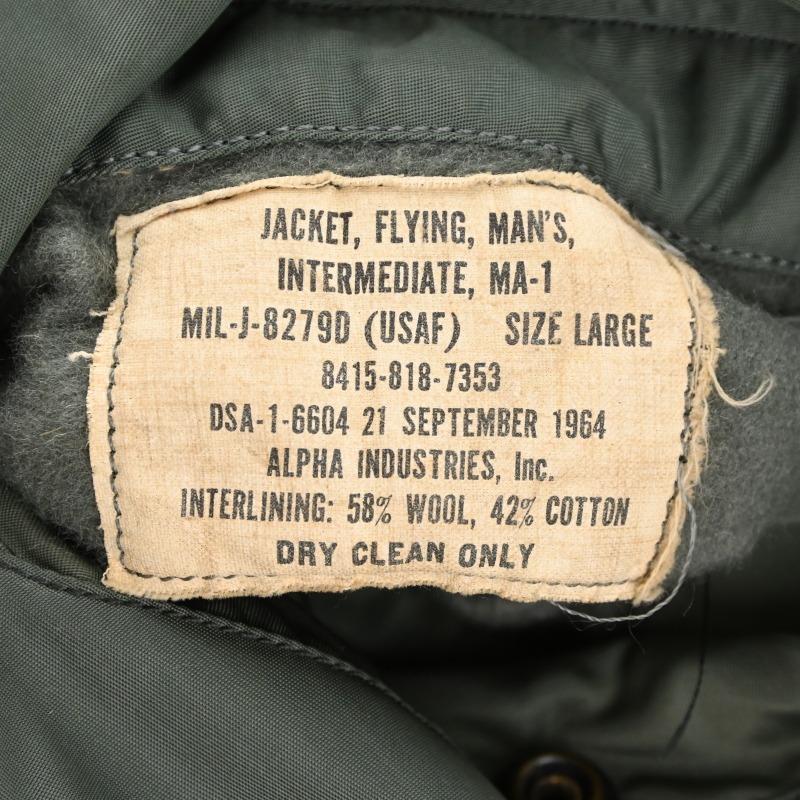 JACKET, FLYING, MAN'S,
INTERMEDIATE, MA-1
MIL-J-8279D (USAF) SIZE LARGE
8415-818-7353
DSA-1-6604 21 SEPTEMBER 1964
ALPHA INDUSTRIES, Inc.
INTERLINING: 58% WOOL, 42% COTTON
DRY CLEAN ONLY